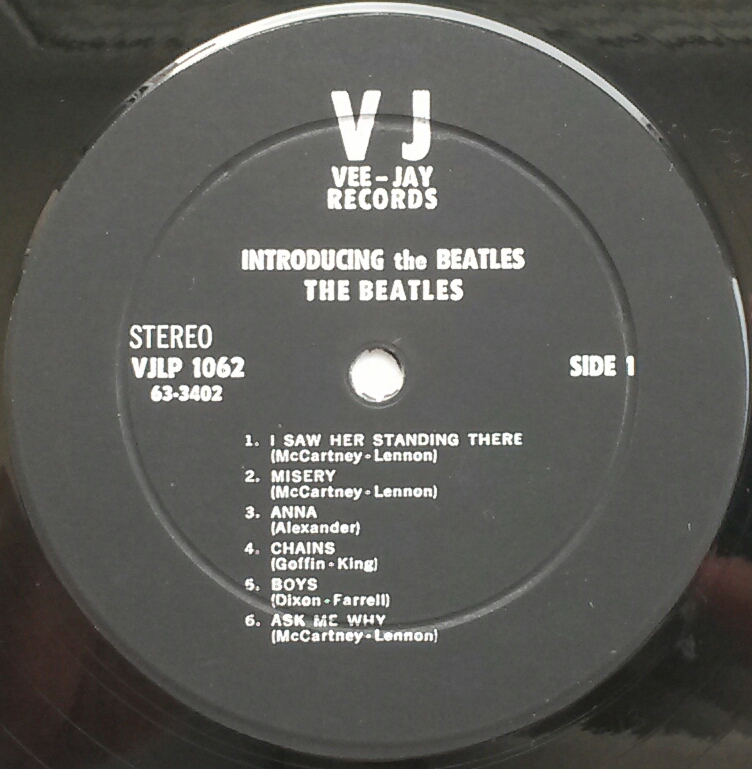 V J
VEE-JAY
RECORDS
INTRODUCING the BEATLES
THE BEATLES
STEREO
VJLP 1062
SIDE 1
63-3402
1. I SAW HER STANDING THERE
(McCartney-Lennon)
2. MISERY
(McCartney-Lennon)
3. ANNA
(Alexander)
4. CHAINS
(Goffin-King)
5. BOYS
(Dixon-Farrell)
6. ASK ME WHY
(McCartney-Lennon)